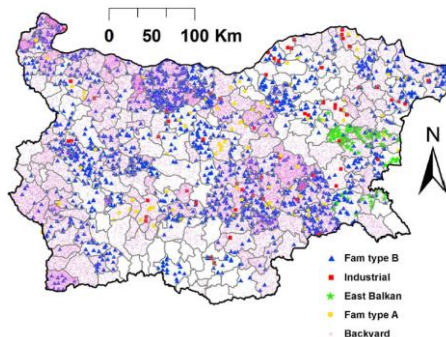 0 50 100 Km
N
Fam type B
Industrial
East Balkan
Fam type A
Backyard